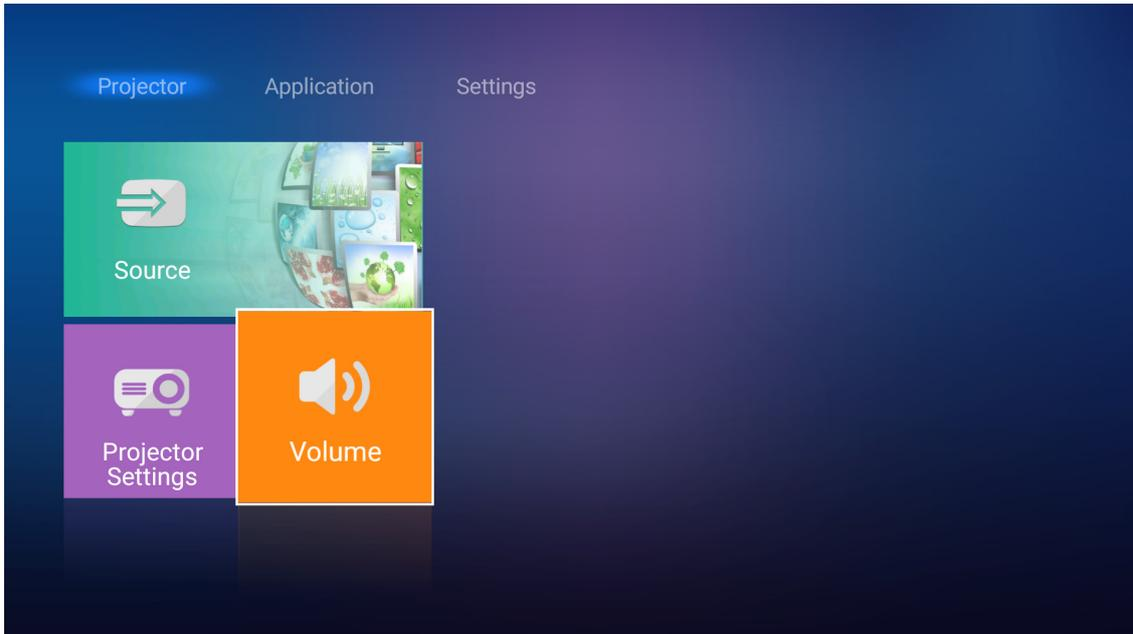 Projector Application Settings
Source
Projector
Settings
Volume